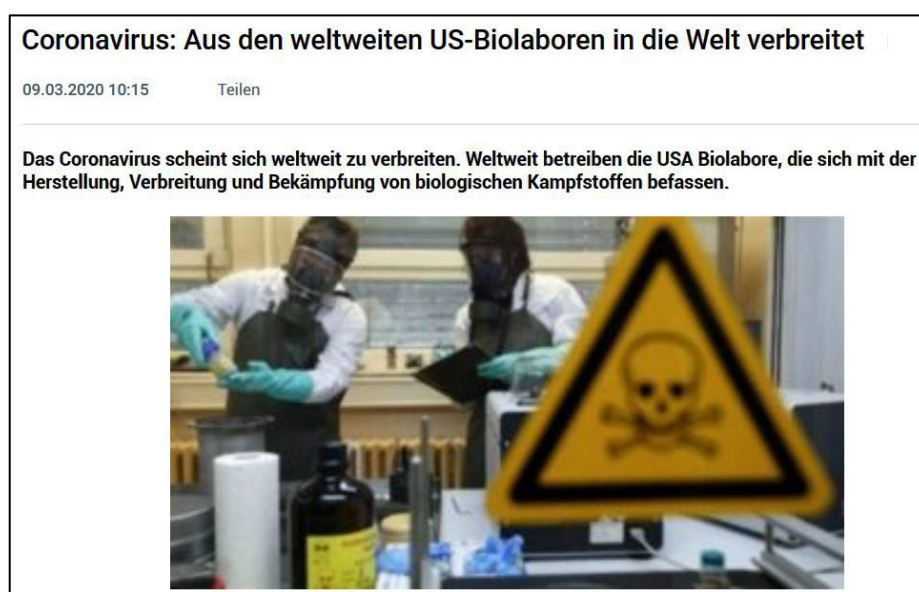 Coronavirus: Aus den weltweiten US-Biolaboren in die Welt verbreitet
09.03.2020 10:15 Teilen
Das Coronavirus scheint sich weltweit zu verbreiten. Weltweit betreiben die USA Biolabore, die sich mit der
Herstellung, Verbreitung und Bekämpfung von biologischen Kampfstoffen befassen.